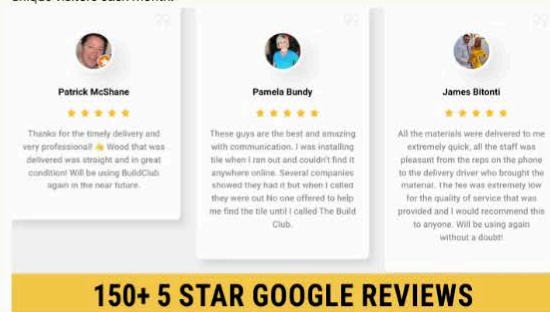 unique visitors each month.
Patrick McShane
Thanks for the timely delivery and
very professional! 👍 Wood that was
delivered was straight and in great
condition! Will be using BuildClub
again in the near future.
Pamela Bundy
These guys are the best and amazing
with communication. I was installing
tile when I ran out and couldn't find it
anywhere online. Several companies
showed they had it but when I called
they were out No one offered to help
me find the tile until I called The Build
Club.
James Bitonti
All the materials were delivered to me
extremely quick, all the staff was
pleasant from the reps on the phone
to the delivery driver who brought the
material. The fee was extremely low
for the quality of service that was
provided and I would recommend this
to anyone. Will be using again
without a doubt!
150+ 5 STAR GOOGLE REVIEWS